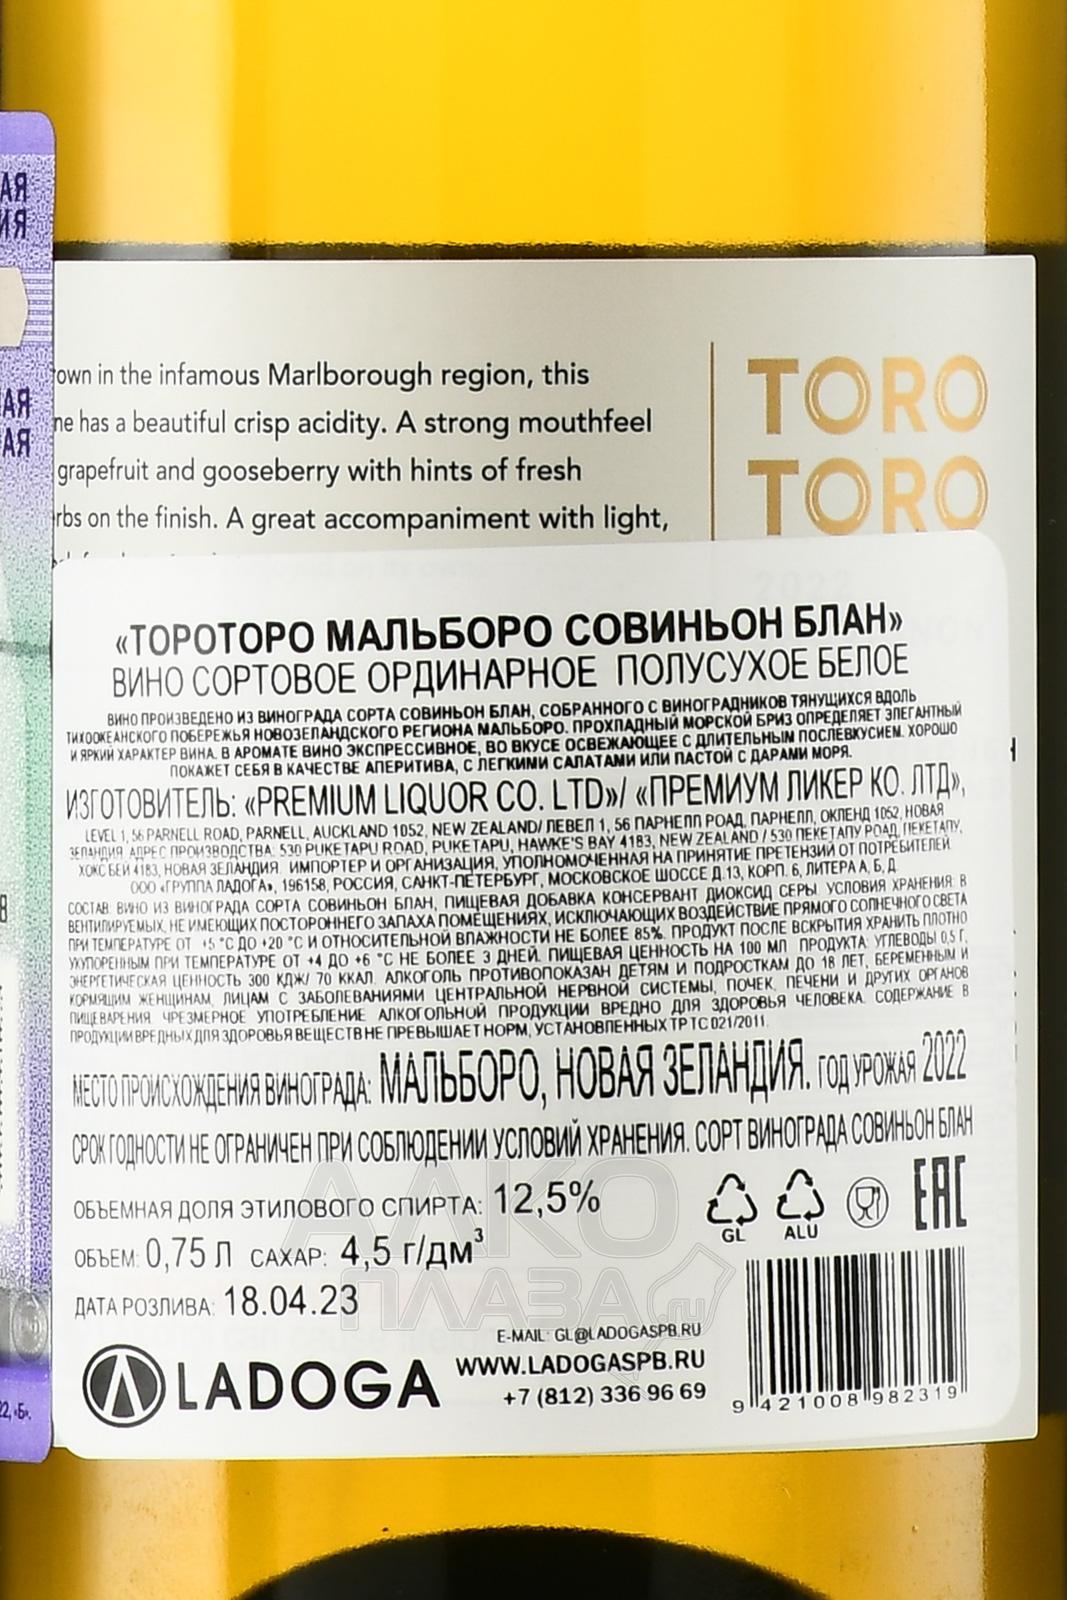 АЯ
ИЯ
АЯ
АЯ
own in the infamous Marlborough region, this
ne has a beautiful crisp acidity. A strong mouthfeel
grapefruit and gooseberry with hints of fresh
rbs on the finish. A great accompaniment with light,
TORO
TORO
2022
«ТОРОТОРО МАЛЬБОРО СОВИНЬОН БЛАН»
ВИНО СОРТОВОЕ ОРДИНАРНОЕ ПОЛУСУХОЕ БЕЛОЕ
ВИНО ПРОИЗВЕДЕНО ИЗ ВИНОГРАДА СОРТА СОВИНЬОН БЛАН, СОБРАННОГО С ВИНОГРАДНИКОВ ТЯНУЩИХСЯ ВДОЛЬ
ТИХООКЕАНСКОГО ПОБЕРЕЖЬЯ НОВОЗЕЛАНДСКОГО РЕГИОНА МАЛЬБОРО. ПРОХЛАДНЫЙ МОРСКОЙ БРИЗ ОПРЕДЕЛЯЕТ ЭЛЕГАНТНЫЙ
И ЯРКИЙ ХАРАКТЕР ВИНА. В АРОМАТЕ ВИНО ЭКСПРЕССИВНОЕ, ВО ВКУСЕ ОСВЕЖАЮЩЕЕ С ДЛИТЕЛЬНЫМ ПОСЛЕВКУСИЕМ. ХОРОШО
ПОКАЖЕТ СЕБЯ В КАЧЕСТВЕ АПЕРИТИВА, С ЛЕГКИМИ САЛАТАМИ ИЛИ ПАСТОЙ С ДАРАМИ МОРЯ.
ИЗГОТОВИТЕЛЬ: «PREMIUM LIQUOR CO. LTD»/ «ПРЕМИУМ ЛИКЕР КО. ЛТД»,
LEVEL 1, 56 PARNELL ROAD, PARNELL, AUCKLAND 1052, NEW ZEALAND/ ЛЕВЕЛ 1, 56 ПАРНЕЛЛ РОАД, ПАРНЕЛЛ, ОКЛЕНД 1052, НОВАЯ
ЗЕЛАНДИЯ. АДРЕС ПРОИЗВОДСТВА: 530 PUKETAPU ROAD, PUKETAPU, HAWKE'S BAY 4183, NEW ZEALAND / 530 ПЕКЕТАПУ РОАД, ПЕКЕТАПУ,
ХОКС БЕЙ 4183, НОВАЯ ЗЕЛАНДИЯ. ИМПОРТЕР И ОРГАНИЗАЦИЯ, УПОЛНОМОЧЕННАЯ НА ПРИНЯТИЕ ПРЕТЕНЗИЙ ОТ ПОТРЕБИТЕЛЕЙ:
ООО «ГРУППА ЛАДОГА», 196158, РОССИЯ, САНКТ-ПЕТЕРБУРГ, МОСКОВСКОЕ ШОССЕ Д.13, КОРП. 6, ЛИТЕРА А, Б, Д.
СОСТАВ: ВИНО ИЗ ВИНОГРАДА СОРТА СОВИНЬОН БЛАН, ПИЩЕВАЯ ДОБАВКА КОНСЕРВАНТ ДИОКСИД СЕРЫ. УСЛОВИЯ ХРАНЕНИЯ: В
ВЕНТИЛИРУЕМЫХ, НЕ ИМЕЮЩИХ ПОСТОРОННЕГО ЗАПАХА ПОМЕЩЕНИЯХ, ИСКЛЮЧАЮЩИХ ВОЗДЕЙСТВИЕ ПРЯМОГО СОЛНЕЧНОГО СВЕТА
ПРИ ТЕМПЕРАТУРЕ ОТ +5 °С ДО +20 °С И ОТНОСИТЕЛЬНОЙ ВЛАЖНОСТИ НЕ БОЛЕЕ 85%. ПРОДУКТ ПОСЛЕ ВСКРЫТИЯ ХРАНИТЬ ПЛОТНО
УКУПОРЕННЫМ ПРИ ТЕМПЕРАТУРЕ ОТ +4 ДО +6 °С НЕ БОЛЕЕ 3 ДНЕЙ. ПИЩЕВАЯ ЦЕННОСТЬ НА 100 МЛ ПРОДУКТА: УГЛЕВОДЫ 0,5 Г,
ЭНЕРГЕТИЧЕСКАЯ ЦЕННОСТЬ 300 КДЖ/ 70 ККАЛ. АЛКОГОЛЬ ПРОТИВОПОКАЗАН ДЕТЯМ И ПОДРОСТКАМ ДО 18 ЛЕТ, БЕРЕМЕННЫМ И
КОРМЯЩИМ ЖЕНЩИНАМ, ЛИЦАМ С ЗАБОЛЕВАНИЯМИ ЦЕНТРАЛЬНОЙ НЕРВНОЙ СИСТЕМЫ, ПОЧЕК, ПЕЧЕНИ И ДРУГИХ ОРГАНОВ
ПИЩЕВАРЕНИЯ. ЧРЕЗМЕРНОЕ УПОТРЕБЛЕНИЕ АЛКОГОЛЬНОЙ ПРОДУКЦИИ ВРЕДНО ДЛЯ ЗДОРОВЬЯ ЧЕЛОВЕКА. СОДЕРЖАНИЕ В
ПРОДУКЦИИ ВРЕДНЫХ ДЛЯ ЗДОРОВЬЯ ВЕЩЕСТВ НЕ ПРЕВЫШАЕТ НОРМ, УСТАНОВЛЕННЫХ ТР ТС 021/2011.
МЕСТО ПРОИСХОЖДЕНИЯ ВИНОГРАДА: МАЛЬБОРО, НОВАЯ ЗЕЛАНДИЯ. ГОД УРОЖАЯ 2022
СРОК ГОДНОСТИ НЕ ОГРАНИЧЕН ПРИ СОБЛЮДЕНИИ УСЛОВИЙ ХРАНЕНИЯ. СОРТ ВИНОГРАДА СОВИНЬОН БЛАН
ОБЪЕМНАЯ ДОЛЯ ЭТИЛОВОГО СПИРТА: 12,5%
GL ALU EAC
ОБЪЕМ: 0,75 Л САХАР: 4,5 г/дм³
ДАТА РОЗЛИВА: 18.04.23
E-MAIL: GL@LADOGASPB.RU
WWW.LADOGASPB.RU
+7 (812) 336 96 69
LADOGA
9 421008 982319
22, «Б».
АЛКО
ПЛАЗА.ru